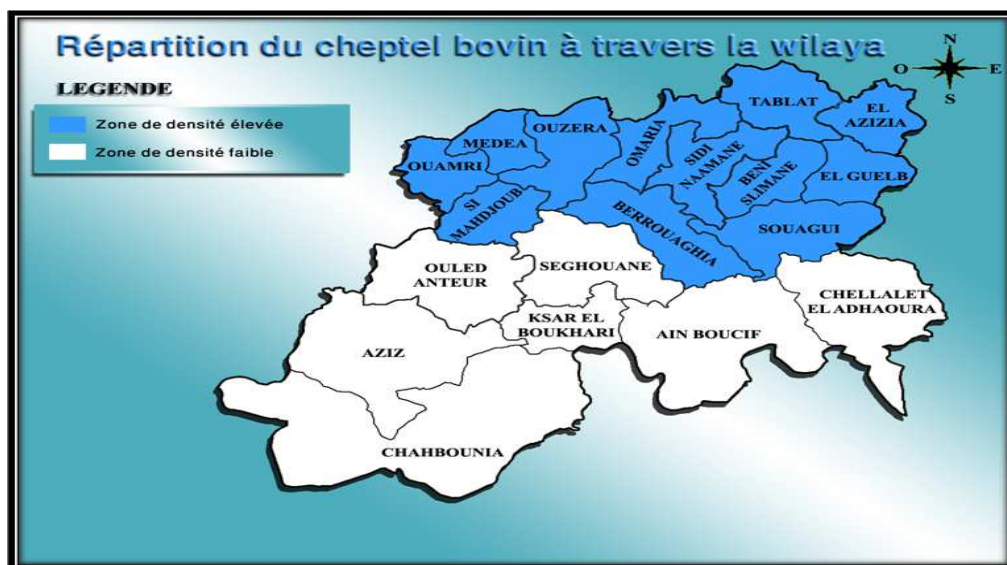 Répartition du cheptel bovin à travers la wilaya
LEGENDE
Zone de densité élevée
Zone de densité faible
N
O
E
S
TABLAT
EL
AZIZIA
OUZERA
MEDEA
OUAMRI
OMARIA
SIDI
NAAMANE
BENI
SLIMANE
EL GUELB
SI
MAHDJOUB
BERROUAGHIA
SOUAGUI
OULED
ANTEUR
SEGHOUANE
CHELLALET
EL ADHAOURA
KSAR EL
BOUKHARI
AIN BOUCIF
AZIZ
CHAHBOUNIA